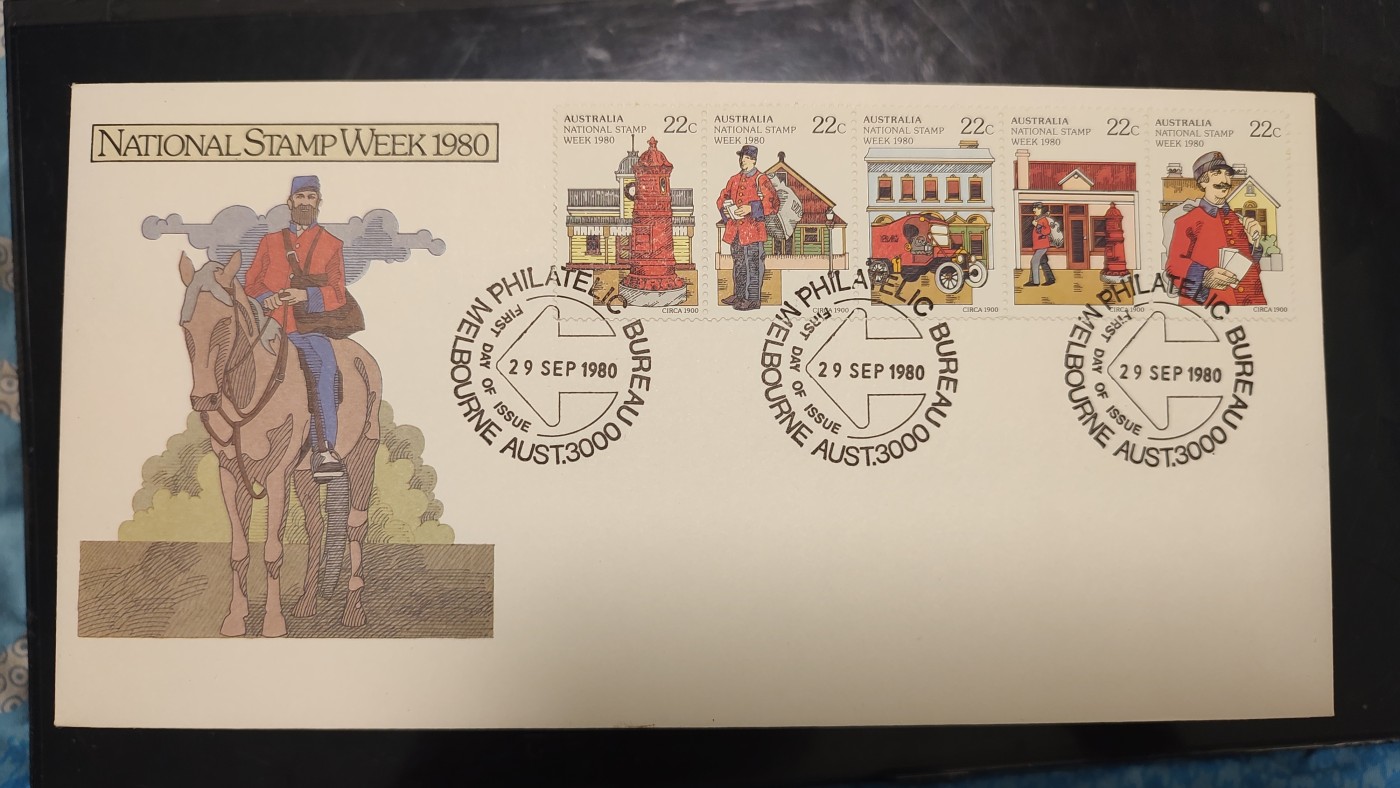 NATIONAL STAMP WEEK 1980
AUSTRALIA 22C
NATIONAL STAMP
WEEK 1980
AUSTRALIA 22C
NATIONAL STAMP
WEEK 1980
CIRCA 1900
AUSTRALIA 22C
NATIONAL STAMP
WEEK 1980
CIRCA 1900
AUSTRALIA 22C
NATIONAL STAMP
WEEK 1980
CIRCA 1900
AUSTRALIA 22C
NATIONAL STAMP
WEEK 1980
CIRCA 1900
CIRCA 1900
PHILATELIC BUREAU
FIRST DAY OF ISSUE
29 SEP 1980
MELBOURNE AUST.3000
PHILATELIC BUREAU
FIRST DAY OF ISSUE
29 SEP 1980
MELBOURNE AUST.3000
PHILATELIC BUREAU
FIRST DAY OF ISSUE
29 SEP 1980
MELBOURNE AUST.3000